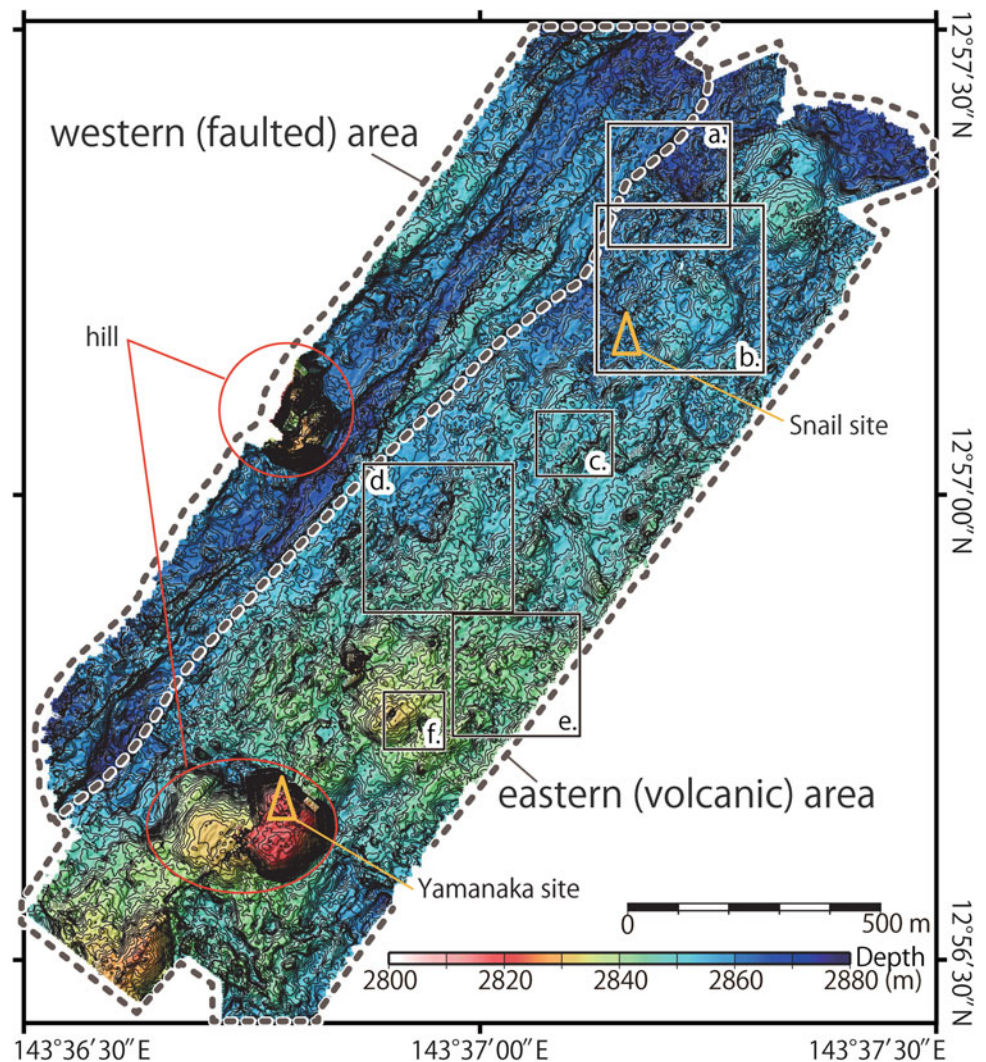 12°57′30″N
western (faulted) area
a.
hill
b.
Snail site
c.
d.
12°57′00″N
e.
f.
eastern (volcanic) area
Yamanaka site
0 500 m
Depth
2800 2820 2840 2860 2880 (m)
12°56′30″N
143°36′30″E 143°37′00″E 143°37′30″E